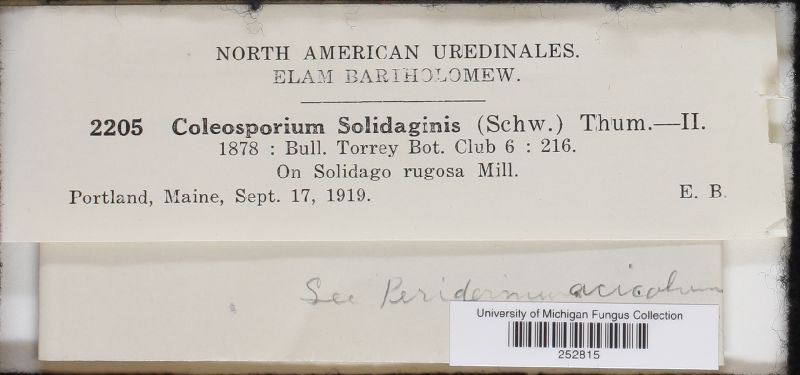 NORTH AMERICAN UREDINALES.
ELAM BARTHOLOMEW.
2205 Coleosporium Solidaginis (Schw.) Thum.—II.
1878 : Bull. Torrey Bot. Club 6 : 216.
On Solidago rugosa Mill.
Portland, Maine, Sept. 17, 1919. E. B.
See Peridermium acicolum
University of Michigan Fungus Collection
252815